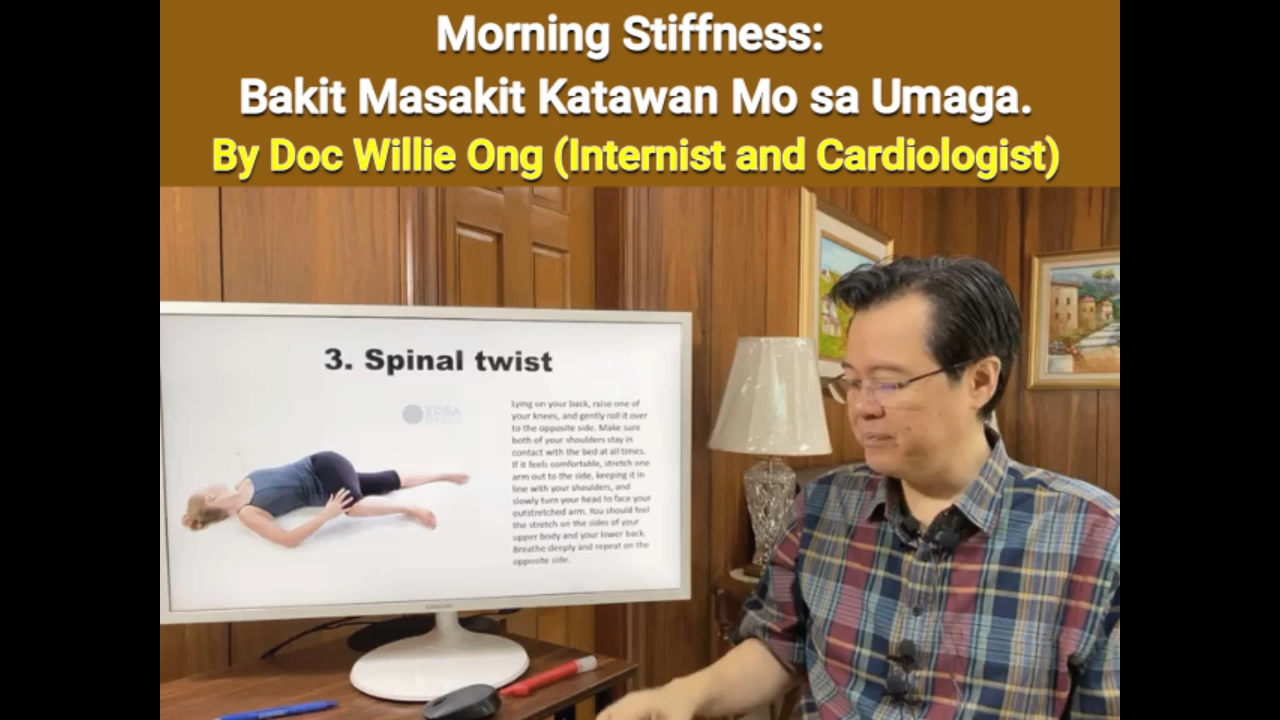 Morning Stiffness:
Bakit Masakit Katawan Mo sa Umaga.
By Doc Willie Ong (Internist and Cardiologist)
3. Spinal twist
YOGA
Lying on your back, raise one of
your knees, and gently roll it over
to the opposite side. Make sure
both of your shoulders stay in
contact with the bed at all times.
If it feels comfortable, stretch one
arm out to the side, keeping it in
line with your shoulders, and
slowly turn your head to face your
outstretched arm. You should feel
the stretch on the sides of your
upper body and your lower back.
Breathe deeply and repeat on the
opposite side.
SAMSUNG